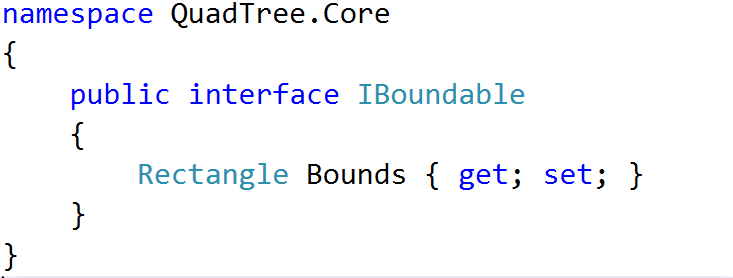 namespace QuadTree.Core
{
    public interface IBoundable
    {
        Rectangle Bounds { get; set; }
    }
}